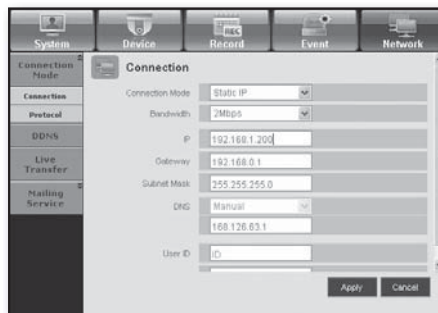 System Device Record Event Network
REC
Connection Mode
Connection
Protocol
DDNS
Live Transfer
Mailing Service
Connection
Connection Mode Static IP
Bandwidth 2Mbps
IP 192.168.1.200
Gateway 192.168.0.1
Subnet Mask 255.255.255.0
DNS Manual
168.126.63.1
User ID ID
Apply Cancel